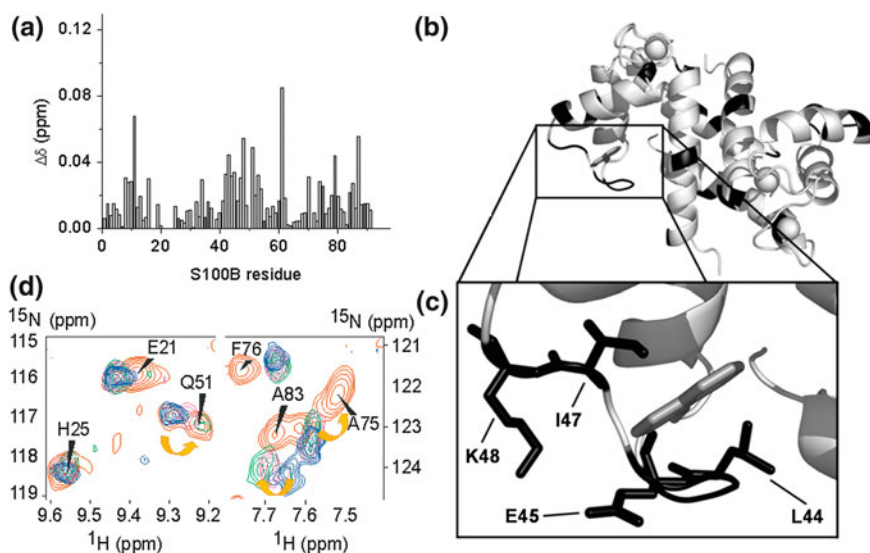 (a)
0.12
0.08
0.04
0.00
Δδ (ppm)
0 20 40 60 80
S100B residue
(b)
(c)
K48
I47
E45
L44
(d)
15N (ppm)
115
116
117
118
119
E21
Q51
H25
9.6 9.5 9.4 9.3 9.2
1H (ppm)
15N (ppm)
121
122
123
124
F76
A83
A75
7.7 7.6 7.5
1H (ppm)